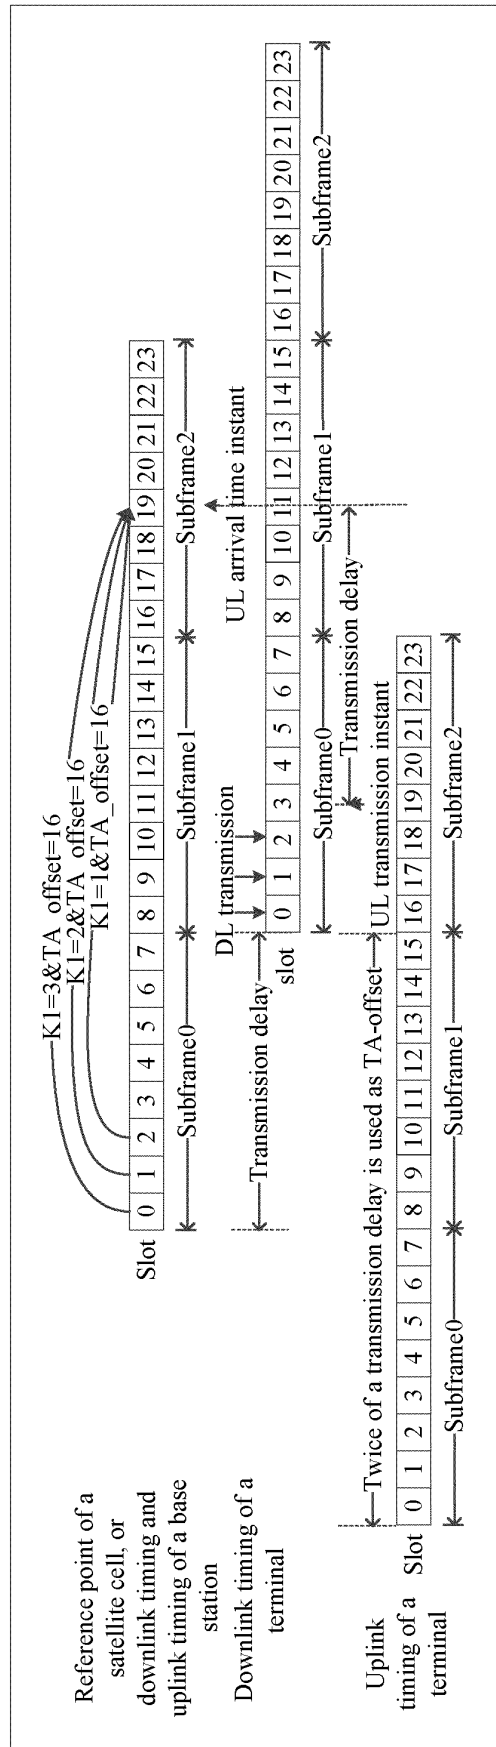 K1=3&TA_offset=16
K1=2&TA_offset=16
K1=1&TA_offset=16
Reference point of a
satellite cell, or
downlink timing and
uplink timing of a base
station
Slot 0 1 2 3 4 5 6 7 8 9 10 11 12 13 14 15 16 17 18 19 20 21 22 23
Subframe0 Subframe1 Subframe2
DL transmission
UL arrival time instant
Transmission delay
Downlink timing of a
terminal
slot 0 1 2 3 4 5 6 7 8 9 10 11 12 13 14 15 16 17 18 19 20 21 22 23
Subframe0 Subframe1 Subframe2
Transmission delay
Twice of a transmission delay is used as TA-offset
UL transmission instant
Uplink
timing of a
terminal
Slot 0 1 2 3 4 5 6 7 8 9 10 11 12 13 14 15 16 17 18 19 20 21 22 23
Subframe0 Subframe1 Subframe2